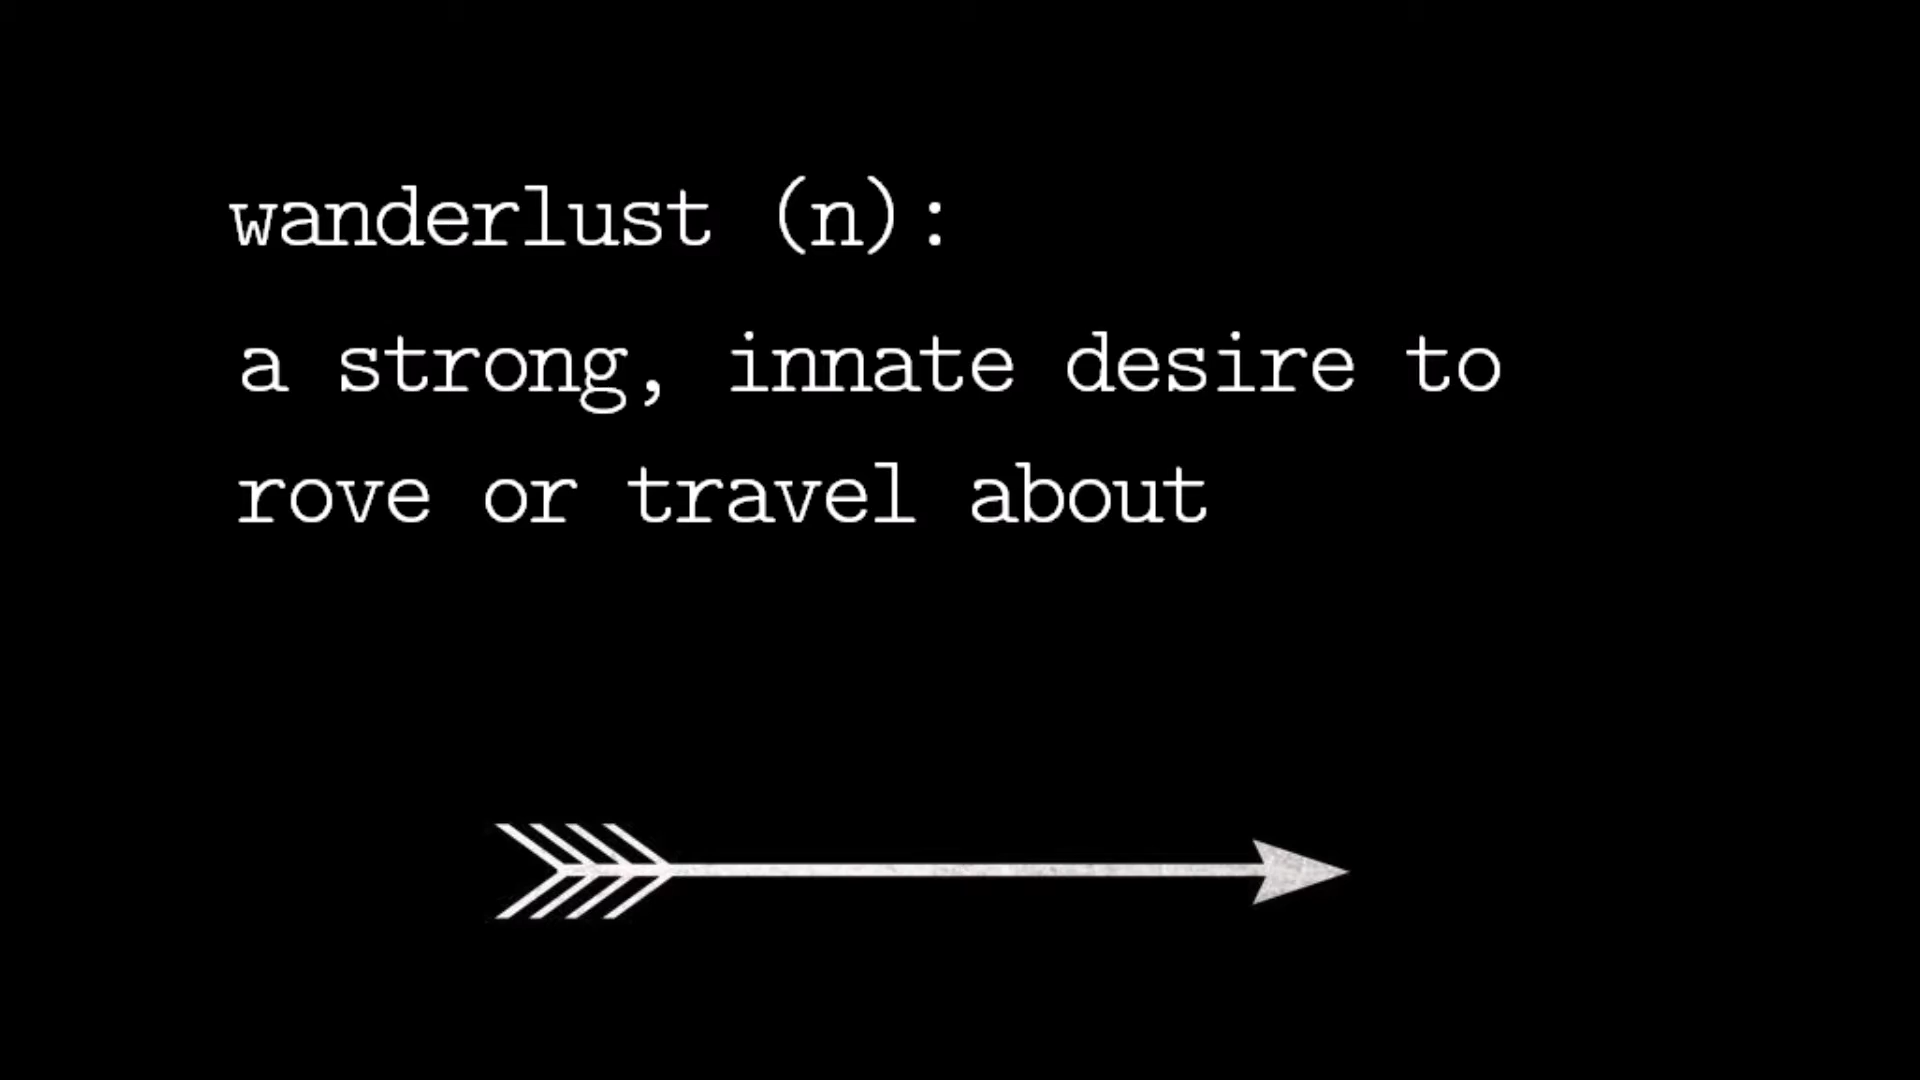 wanderlust (n):
a strong, innate desire to
rove or travel about